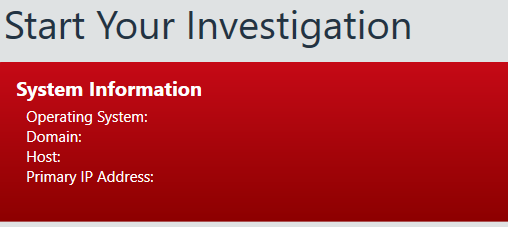 Start Your Investigation
System Information
Operating System:
Domain:
Host:
Primary IP Address: